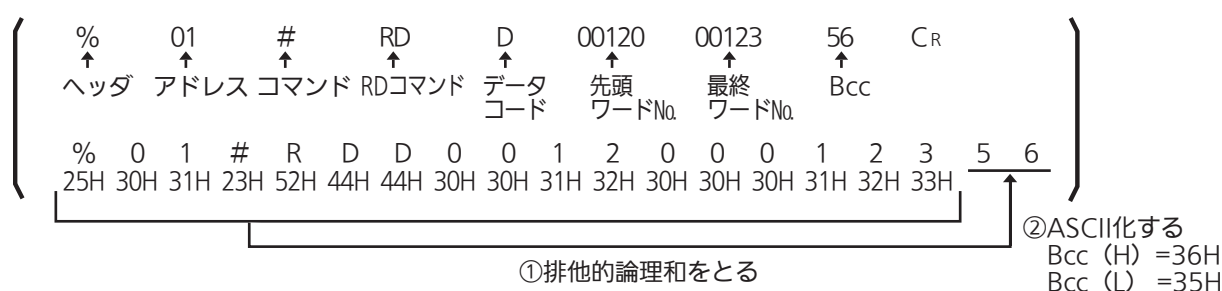 % 01 # RD D 00120 00123 56 CR
ヘッダ アドレス コマンド RDコマンド データコード 先頭ワードNo. 最終ワードNo. Bcc
% 0 1 # R D D 0 0 1 2 0 0 0 1 2 3 5 6
25H 30H 31H 23H 52H 44H 44H 30H 30H 31H 32H 30H 30H 30H 31H 32H 33H
①排他的論理和をとる
②ASCII化する
Bcc（H）=36H
Bcc（L）=35H